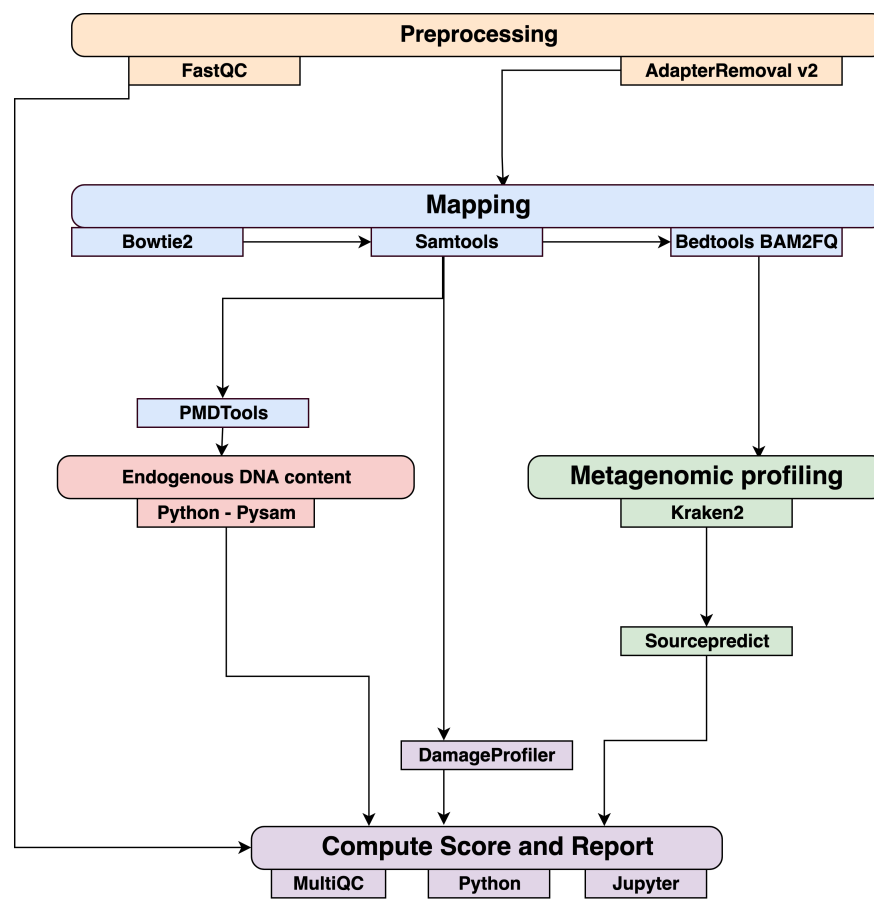 Preprocessing
FastQC
AdapterRemoval v2
Mapping
Bowtie2
Samtools
Bedtools BAM2FQ
PMDTools
Endogenous DNA content
Python - Pysam
Metagenomic profiling
Kraken2
Sourcepredict
DamageProfiler
Compute Score and Report
MultiQC
Python
Jupyter